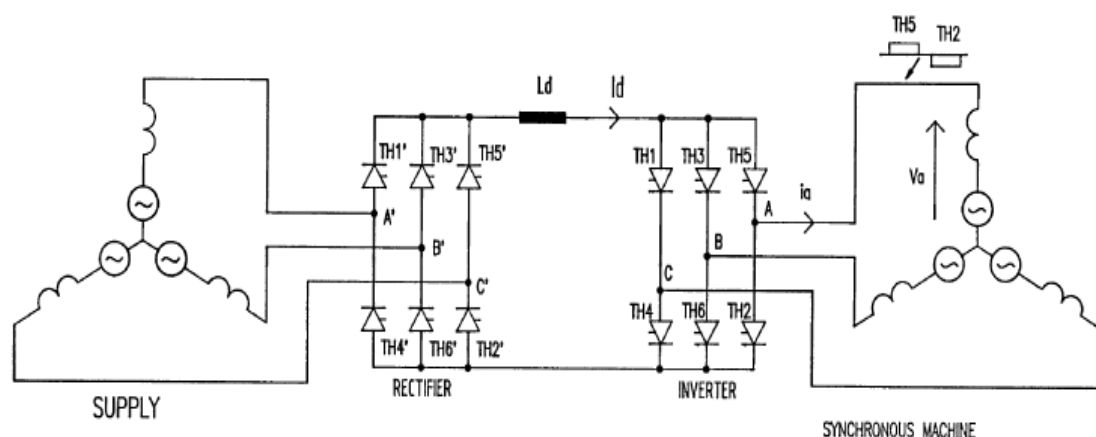 TH5 TH2
Ld Id
TH1' TH3' TH5' TH1 TH3 TH5
Va
A' A ia
B' B
C' C
TH4' TH6' TH2' TH4 TH6 TH2
RECTIFIER INVERTER
SUPPLY
SYNCHRONOUS MACHINE